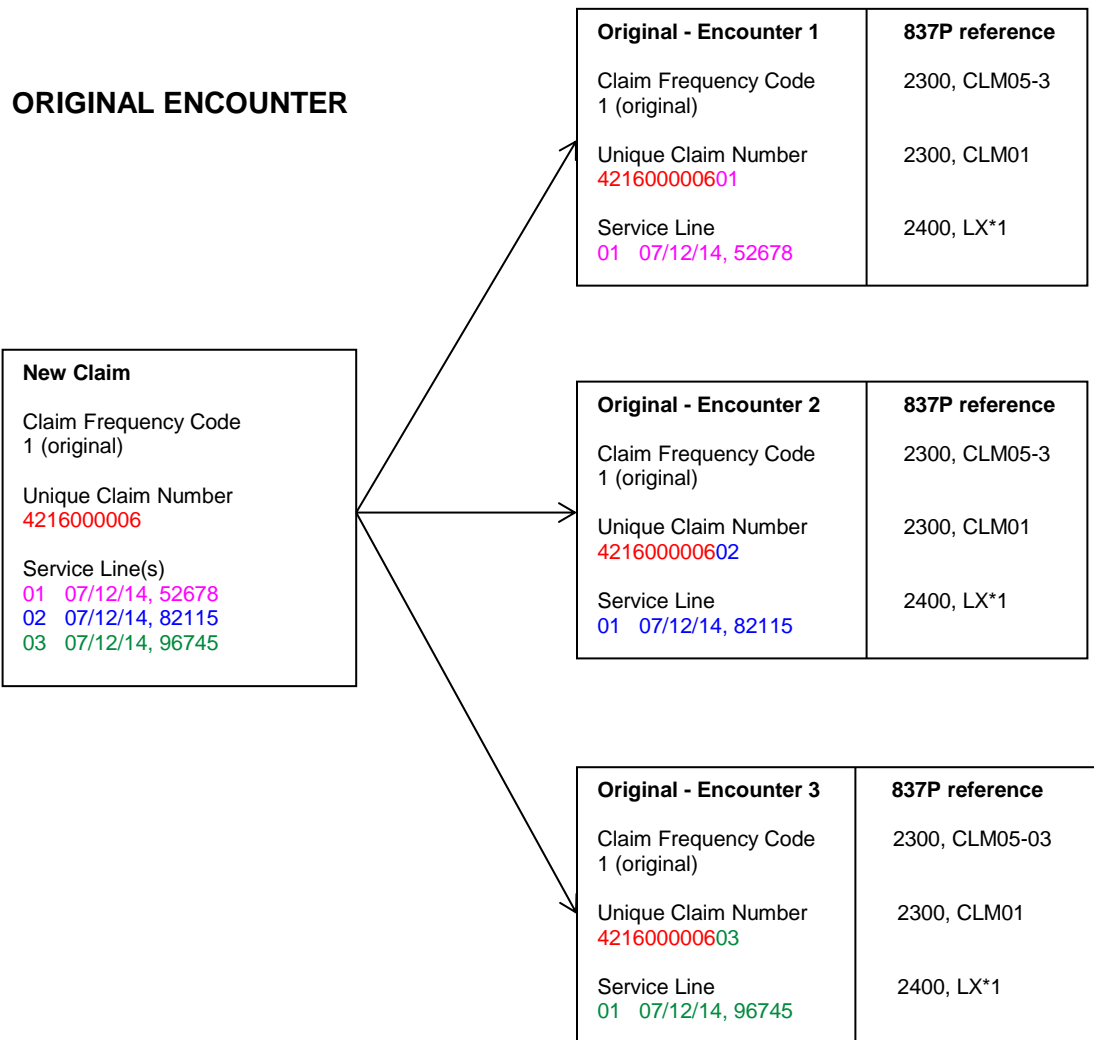 ORIGINAL ENCOUNTER
New Claim
Claim Frequency Code
1 (original)
Unique Claim Number
4216000006
Service Line(s)
01 07/12/14, 52678
02 07/12/14, 82115
03 07/12/14, 96745
Original - Encounter 1 837P reference
Claim Frequency Code 2300, CLM05-3
1 (original)
Unique Claim Number 2300, CLM01
421600000601
Service Line 2400, LX*1
01 07/12/14, 52678
Original - Encounter 2 837P reference
Claim Frequency Code 2300, CLM05-3
1 (original)
Unique Claim Number 2300, CLM01
421600000602
Service Line 2400, LX*1
01 07/12/14, 82115
Original - Encounter 3 837P reference
Claim Frequency Code 2300, CLM05-03
1 (original)
Unique Claim Number 2300, CLM01
421600000603
Service Line 2400, LX*1
01 07/12/14, 96745